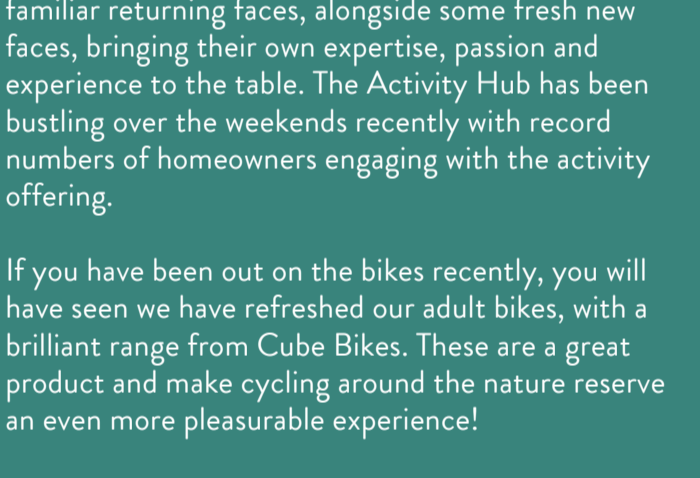 familiar returning faces, alongside some fresh new
faces, bringing their own expertise, passion and
experience to the table. The Activity Hub has been
bustling over the weekends recently with record
numbers of homeowners engaging with the activity
offering.
If you have been out on the bikes recently, you will
have seen we have refreshed our adult bikes, with a
brilliant range from Cube Bikes. These are a great
product and make cycling around the nature reserve
an even more pleasurable experience!